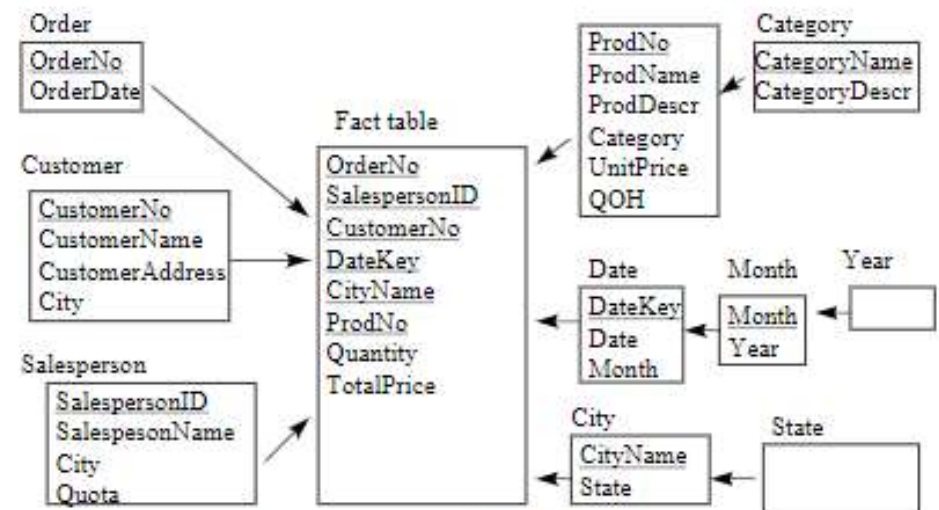 Order
OrderNo
OrderDate
Customer
CustomerNo
CustomerName
CustomerAddress
City
Salesperson
SalespersonID
SalespesonName
City
Quota
Fact table
OrderNo
SalespersonID
CustomerNo
DateKey
CityName
ProdNo
Quantity
TotalPrice
ProdNo
ProdName
ProdDescr
Category
UnitPrice
QOH
Category
CategoryName
CategoryDescr
Date
DateKey
Date
Month
Month
Month
Year
Year
City
CityName
State
State